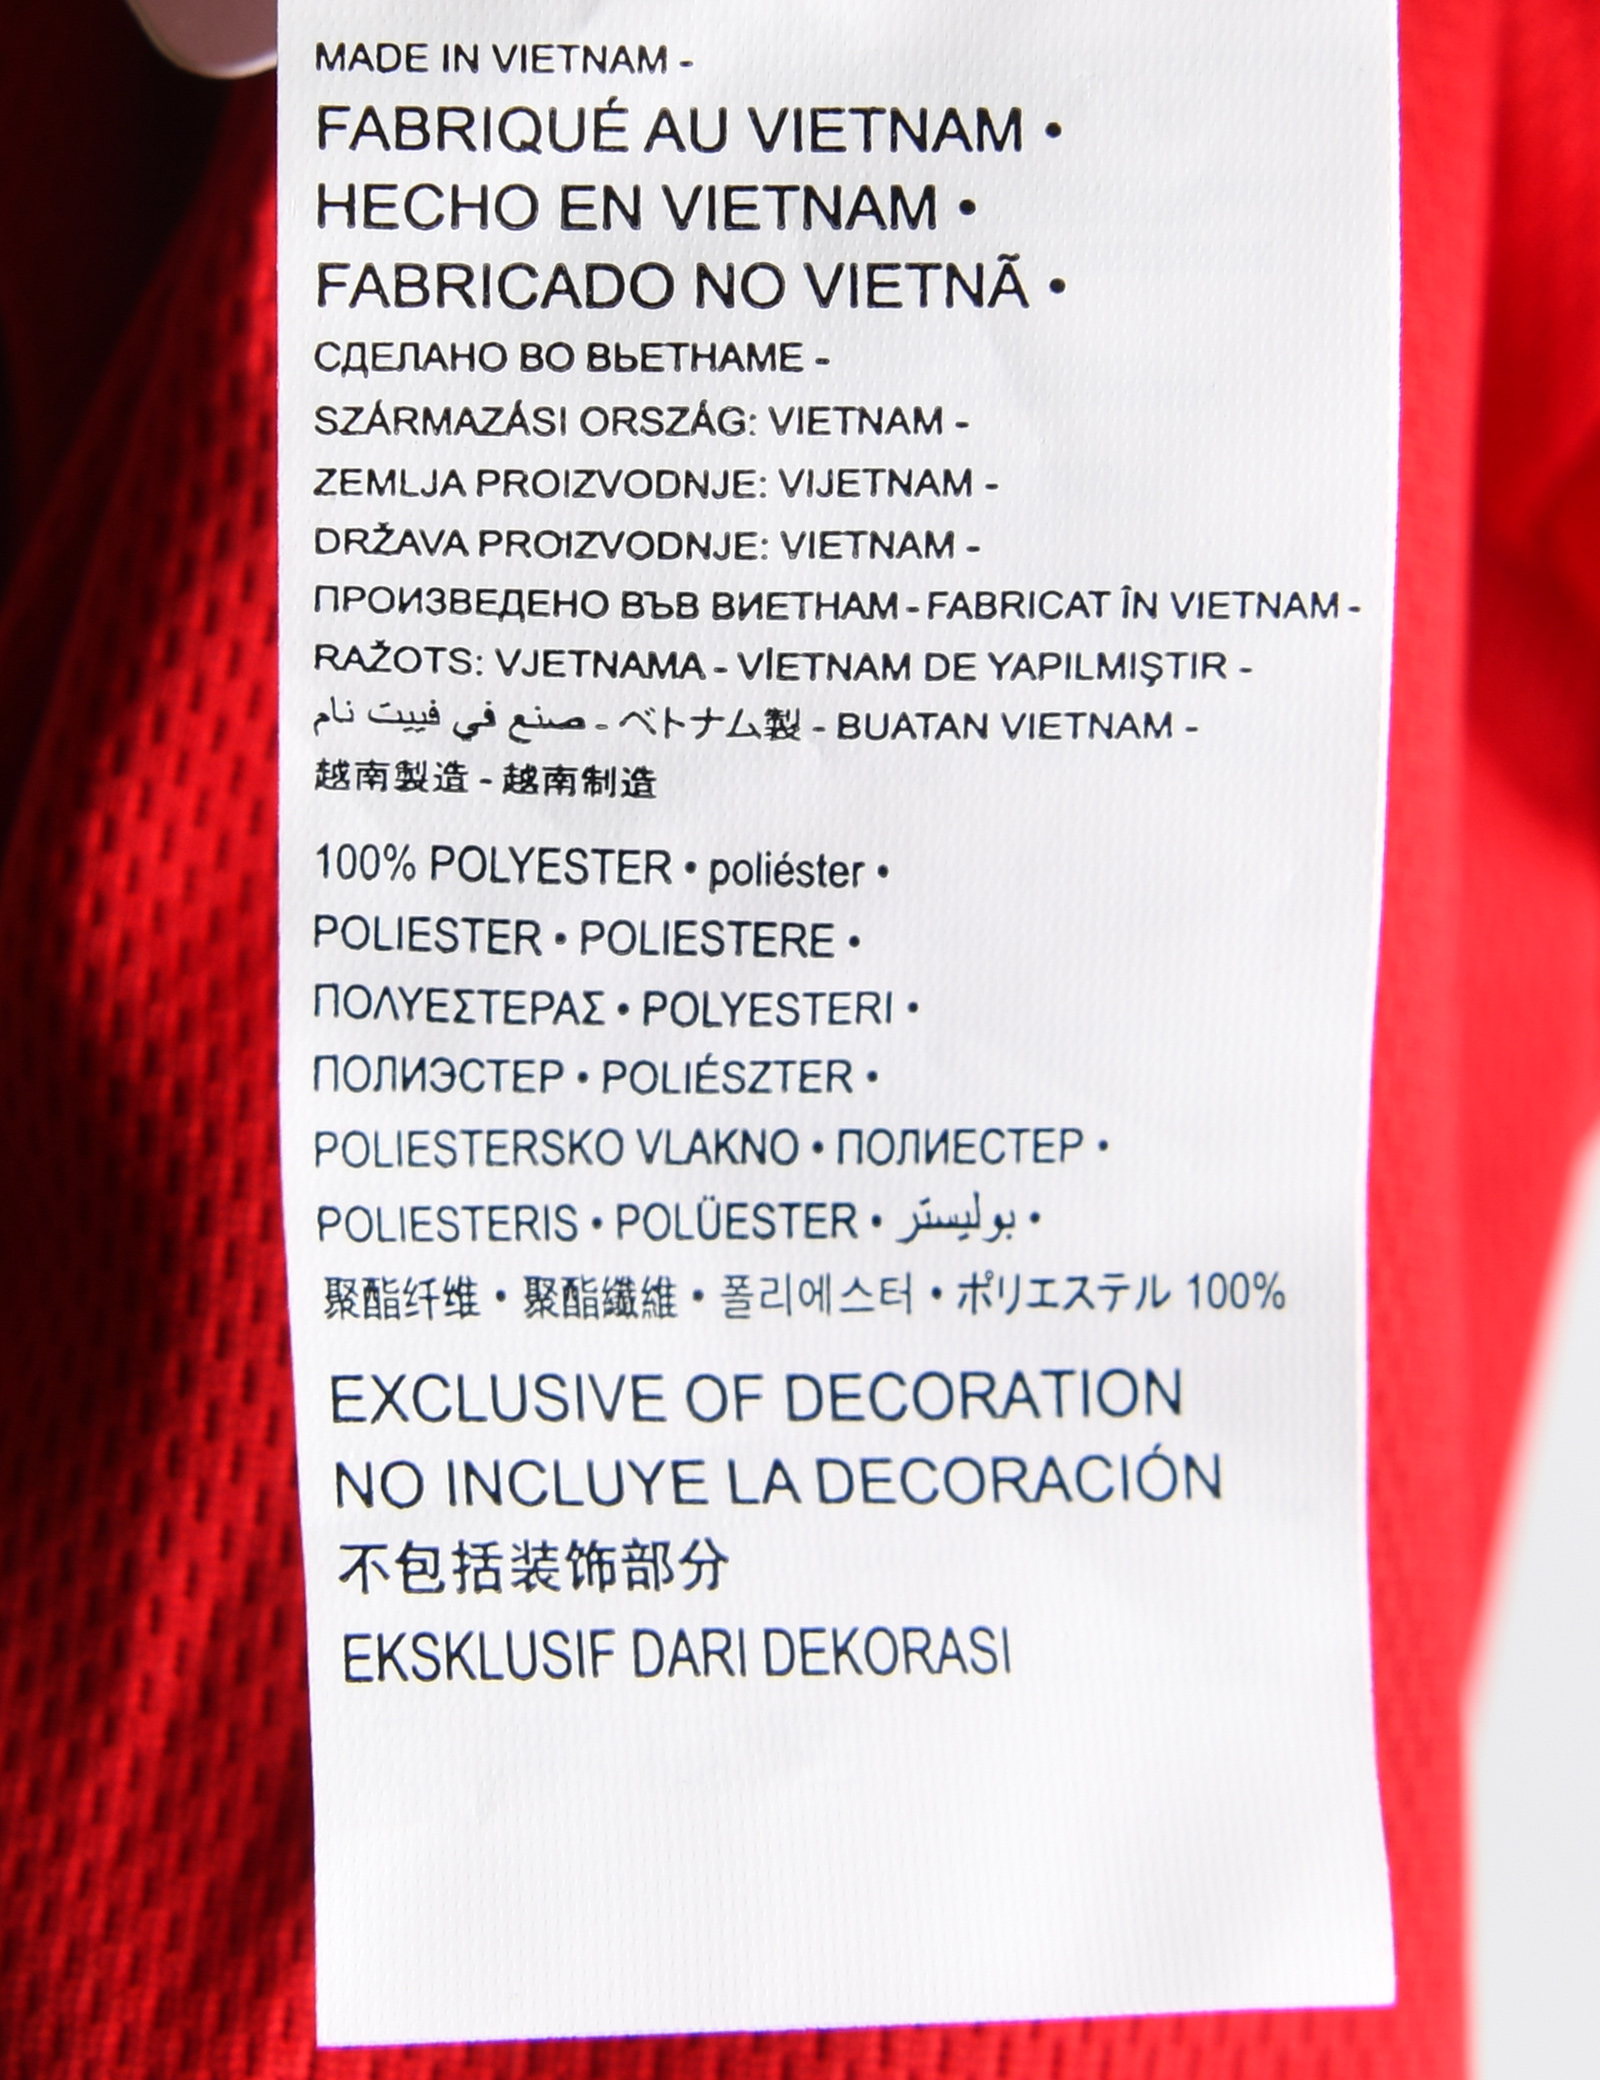 MADE IN VIETNAM -
FABRIQUÉ AU VIETNAM •
HECHO EN VIETNAM •
FABRICADO NO VIETNÃ •
СДЕЛАНО ВО ВЬЕТНАМЕ -
SZÁRMAZÁSI ORSZÁG: VIETNAM -
ZEMLJA PROIZVODNJE: VIJETNAM -
DRŽAVA PROIZVODNJE: VIETNAM -
ПРОИЗВЕДЕНО ВЪВ ВИЕТНАМ - FABRICAT ÎN VIETNAM -
RAŽOTS: VJETNAMA - VİETNAM DE YAPILMIŞTIR -
صنع في فييت نام - ベトナム製 - BUATAN VIETNAM -
越南製造 - 越南制造
100% POLYESTER • poliéster •
POLIESTER • POLIESTERE •
ΠΟΛΥΕΣΤΕΡΑΣ • POLYESTERI •
ПОЛИЭСТЕР • POLIÉSZTER •
POLIESTERSKO VLAKNO • ПОЛИЕСТЕР •
POLIESTERIS • POLÜESTER • بوليستر •
聚酯纤维 • 聚酯纖維 • 폴리에스터 • ポリエステル 100%
EXCLUSIVE OF DECORATION
NO INCLUYE LA DECORACIÓN
不包括装饰部分
EKSKLUSIF DARI DEKORASI